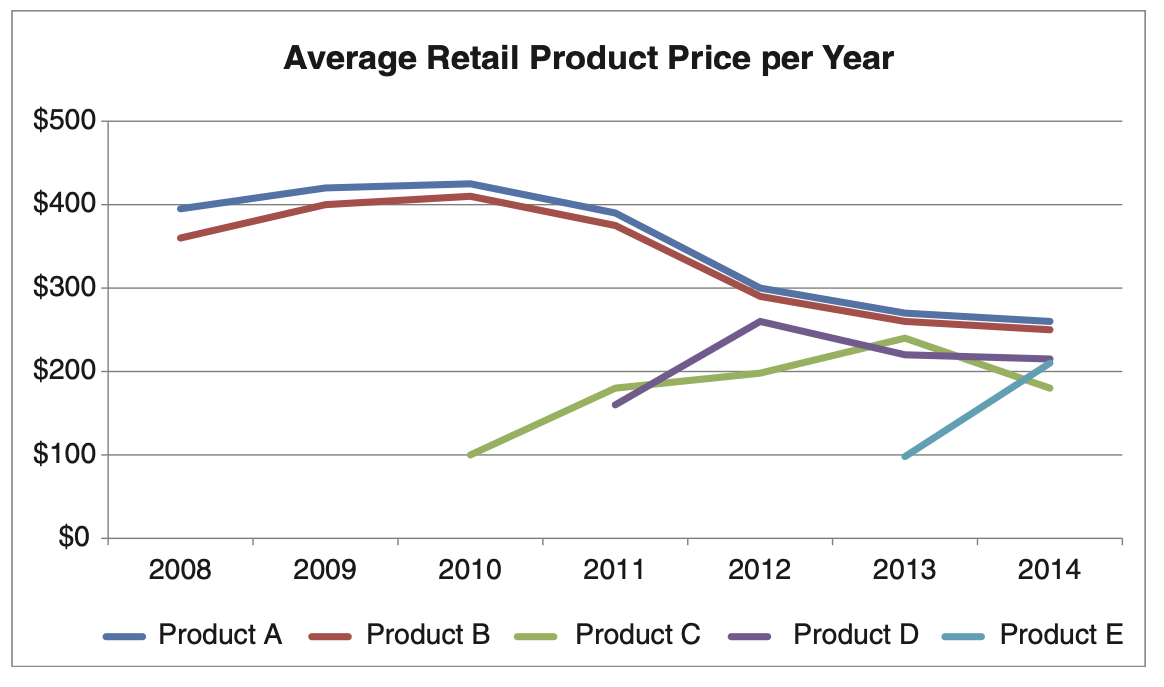 Average Retail Product Price per Year
$500
$400
$300
$200
$100
$0
2008 2009 2010 2011 2012 2013 2014
Product A Product B Product C Product D Product E